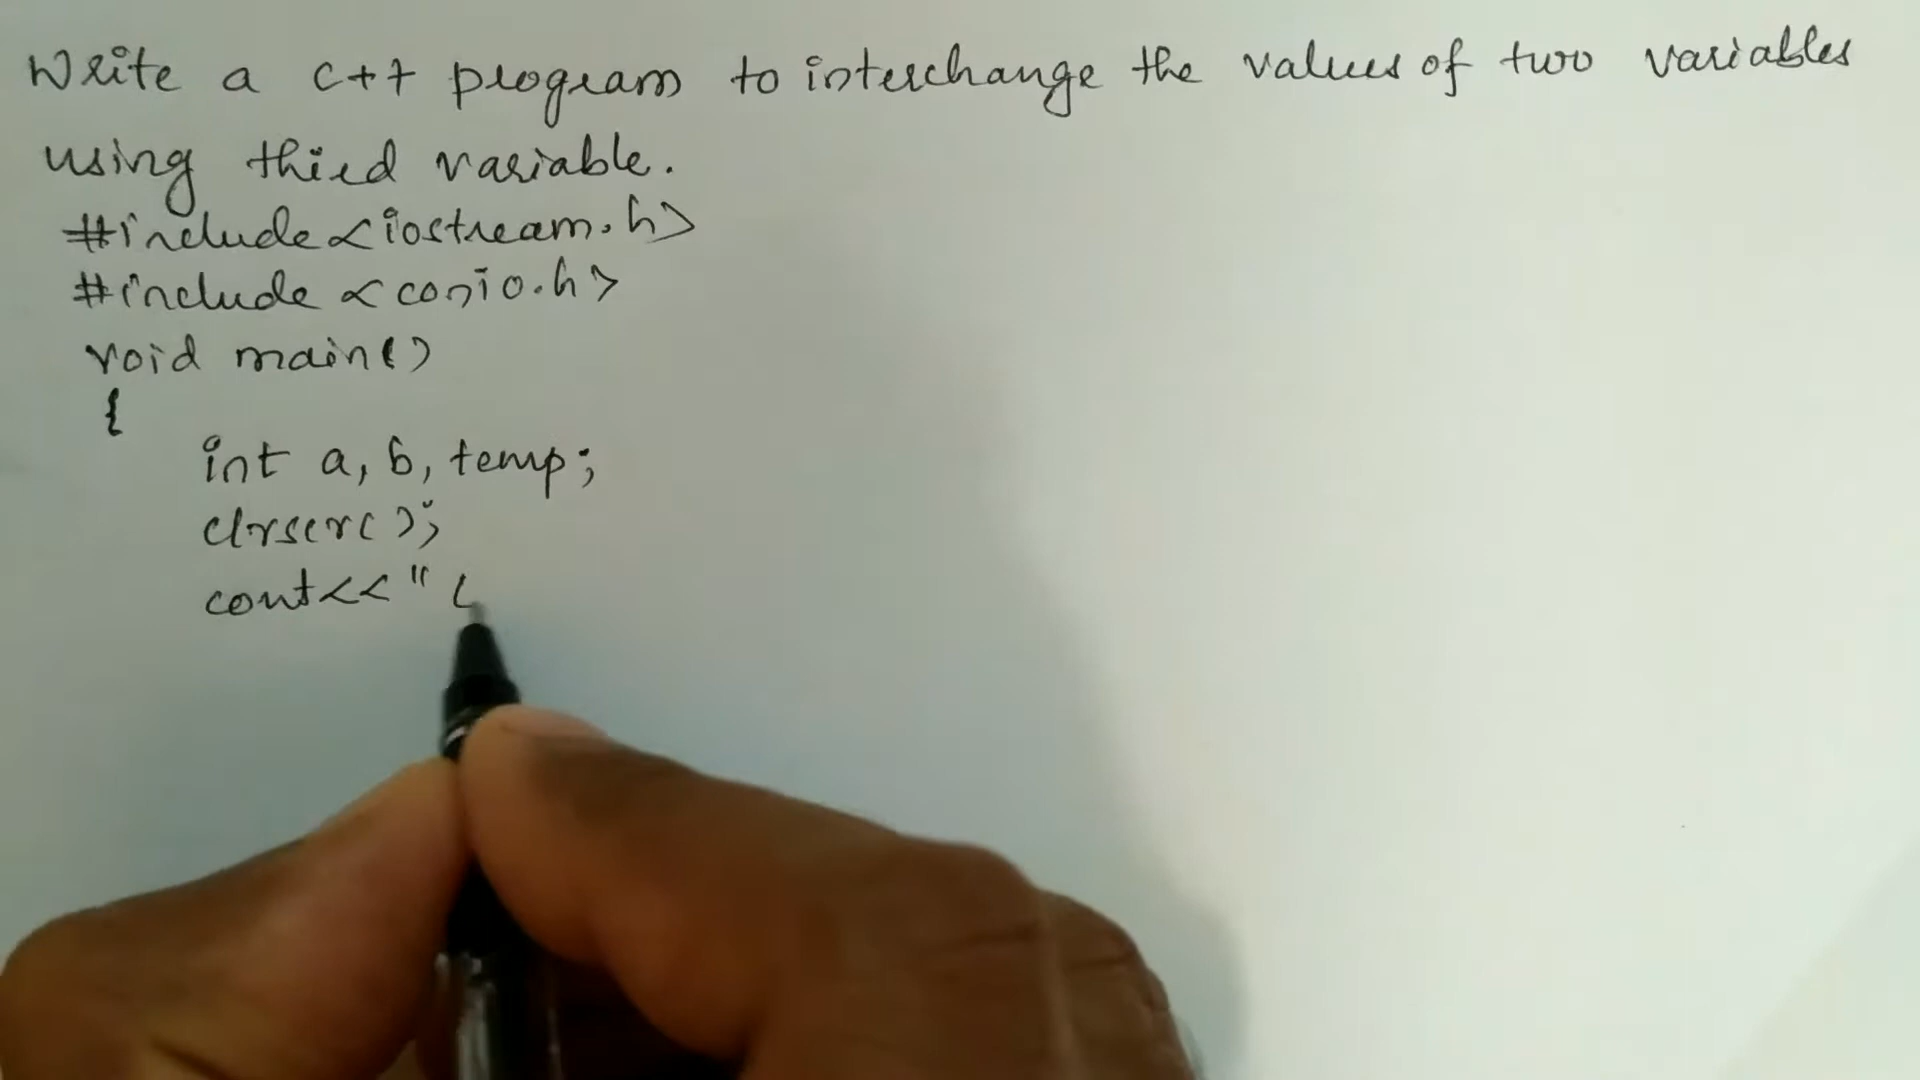 Write a c++ program to interchange the values of two variables
using third variable.
#include<iostream.h>
#include<conio.h>
void main()
{
int a, b, temp;
clrscr();
cout<<"